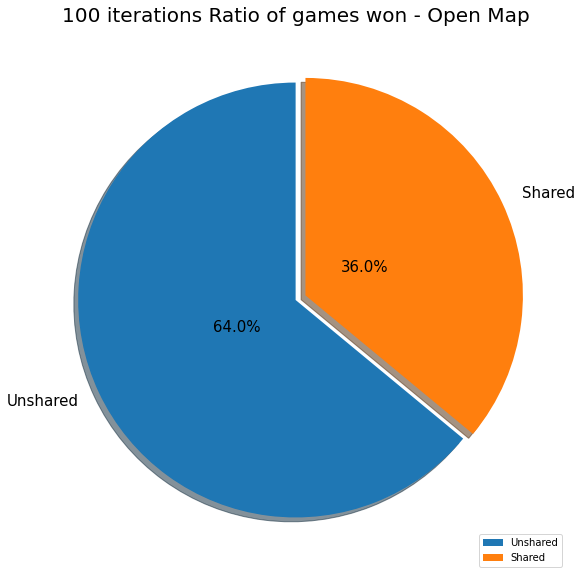 100 iterations Ratio of games won - Open Map
Shared
36.0%
64.0%
Unshared
Unshared
Shared